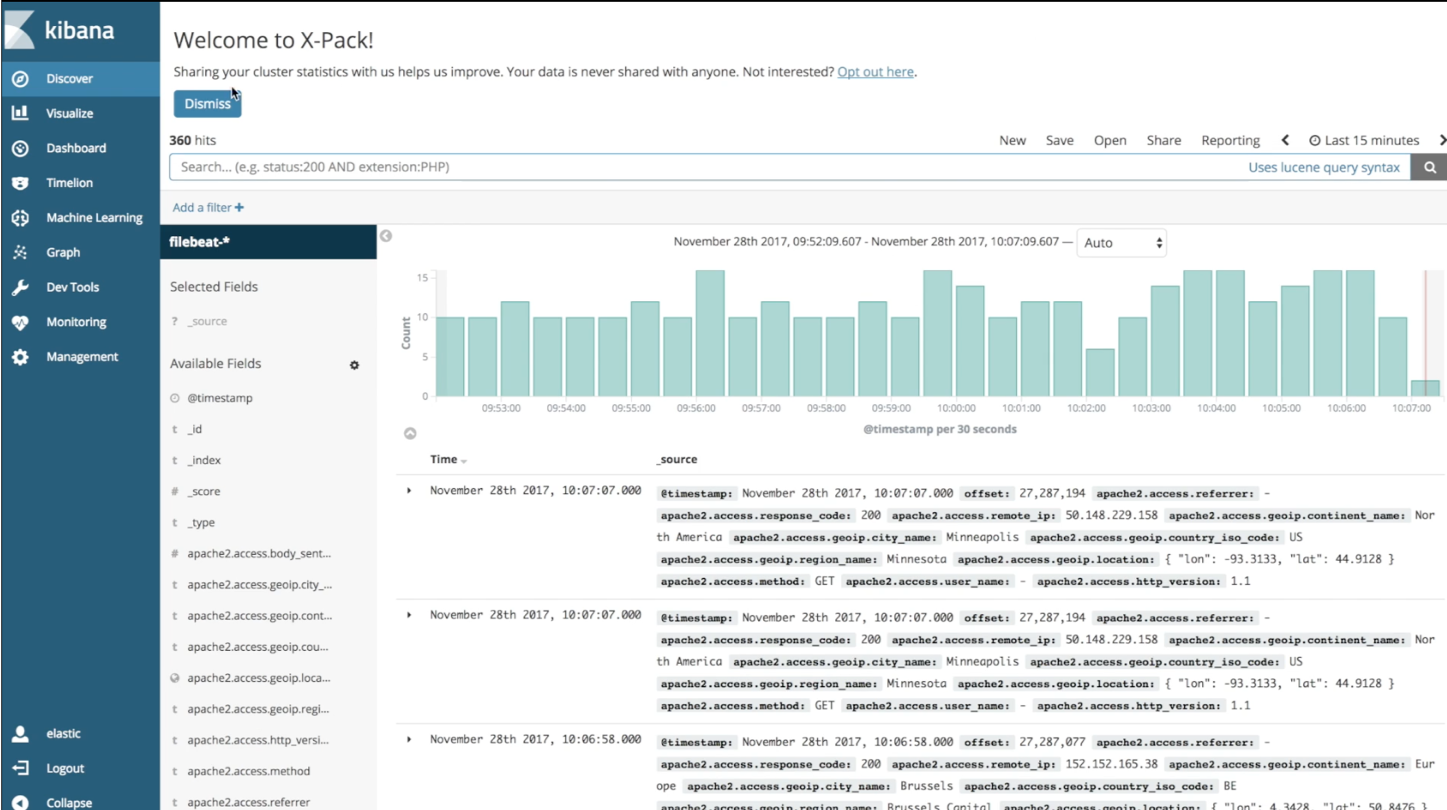 kibana
Discover
Visualize
Dashboard
Timelion
Machine Learning
Graph
Dev Tools
Monitoring
Management
elastic
Logout
Collapse
Welcome to X-Pack!
Sharing your cluster statistics with us helps us improve. Your data is never shared with anyone. Not interested? Opt out here.
Dismiss
360 hits
New Save Open Share Reporting Last 15 minutes
Search... (e.g. status:200 AND extension:PHP) Uses lucene query syntax
Add a filter +
filebeat-*
Selected Fields
? _source
Available Fields
@timestamp
t _id
t _index
# _score
t _type
# apache2.access.body_sent...
t apache2.access.geoip.city_...
t apache2.access.geoip.cont...
t apache2.access.geoip.cou...
apache2.access.geoip.loca...
t apache2.access.geoip.regi...
t apache2.access.http_versi...
t apache2.access.method
t apache2.access.referrer
November 28th 2017, 09:52:09.607 - November 28th 2017, 10:07:09.607 — Auto
Count
15
10
5
0
09:53:00 09:54:00 09:55:00 09:56:00 09:57:00 09:58:00 09:59:00 10:00:00 10:01:00 10:02:00 10:03:00 10:04:00 10:05:00 10:06:00 10:07:00
@timestamp per 30 seconds
Time _source
November 28th 2017, 10:07:07.000 @timestamp: November 28th 2017, 10:07:07.000 offset: 27,287,194 apache2.access.referrer: -
apache2.access.response_code: 200 apache2.access.remote_ip: 50.148.229.158 apache2.access.geoip.continent_name: Nor
th America apache2.access.geoip.city_name: Minneapolis apache2.access.geoip.country_iso_code: US
apache2.access.geoip.region_name: Minnesota apache2.access.geoip.location: { "lon": -93.3133, "lat": 44.9128 }
apache2.access.method: GET apache2.access.user_name: - apache2.access.http_version: 1.1
November 28th 2017, 10:07:07.000 @timestamp: November 28th 2017, 10:07:07.000 offset: 27,287,194 apache2.access.referrer: -
apache2.access.response_code: 200 apache2.access.remote_ip: 50.148.229.158 apache2.access.geoip.continent_name: Nor
th America apache2.access.geoip.city_name: Minneapolis apache2.access.geoip.country_iso_code: US
apache2.access.geoip.region_name: Minnesota apache2.access.geoip.location: { "lon": -93.3133, "lat": 44.9128 }
apache2.access.method: GET apache2.access.user_name: - apache2.access.http_version: 1.1
November 28th 2017, 10:06:58.000 @timestamp: November 28th 2017, 10:06:58.000 offset: 27,287,077 apache2.access.referrer: -
apache2.access.response_code: 200 apache2.access.remote_ip: 152.152.165.38 apache2.access.geoip.continent_name: Eur
ope apache2.access.geoip.city_name: Brussels apache2.access.geoip.country_iso_code: BE
apache2.access.geoip.region_name: Brussels Capital apache2.access.geoip.location: { "lon": 4.3428, "lat": 50.8476 }